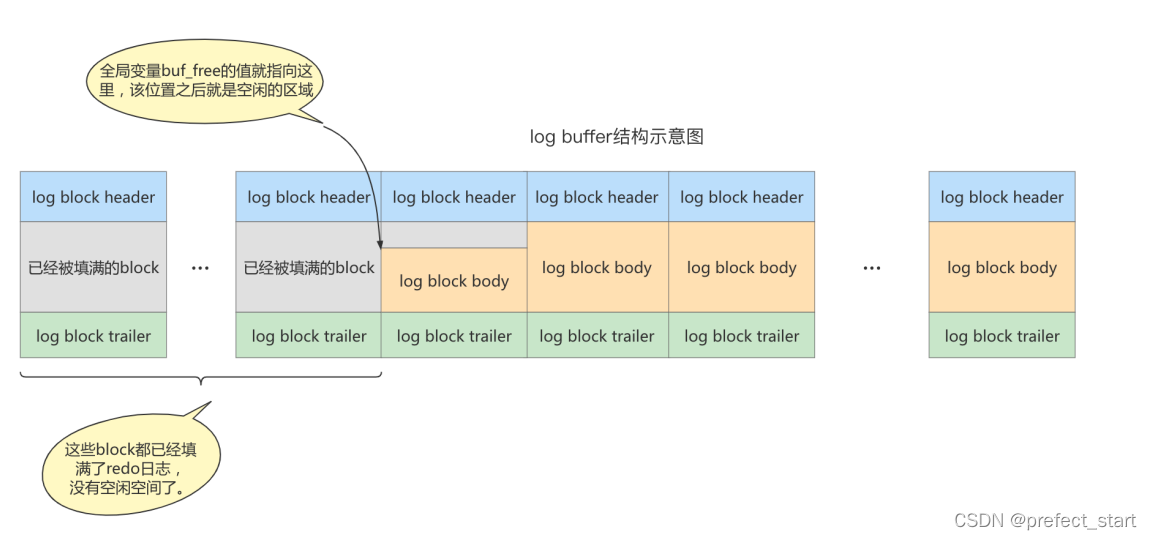 全局变量buf_free的值就指向这
里，该位置之后就是空闲的区域
log buffer结构示意图
log block header
log block header
log block header
log block header
log block header
log block header
已经被填满的block
...
已经被填满的block
log block body
log block body
log block body
...
log block body
log block trailer
log block trailer
log block trailer
log block trailer
log block trailer
log block trailer
这些block都已经填
满了redo日志，
没有空闲空间了。
CSDN @prefect_start